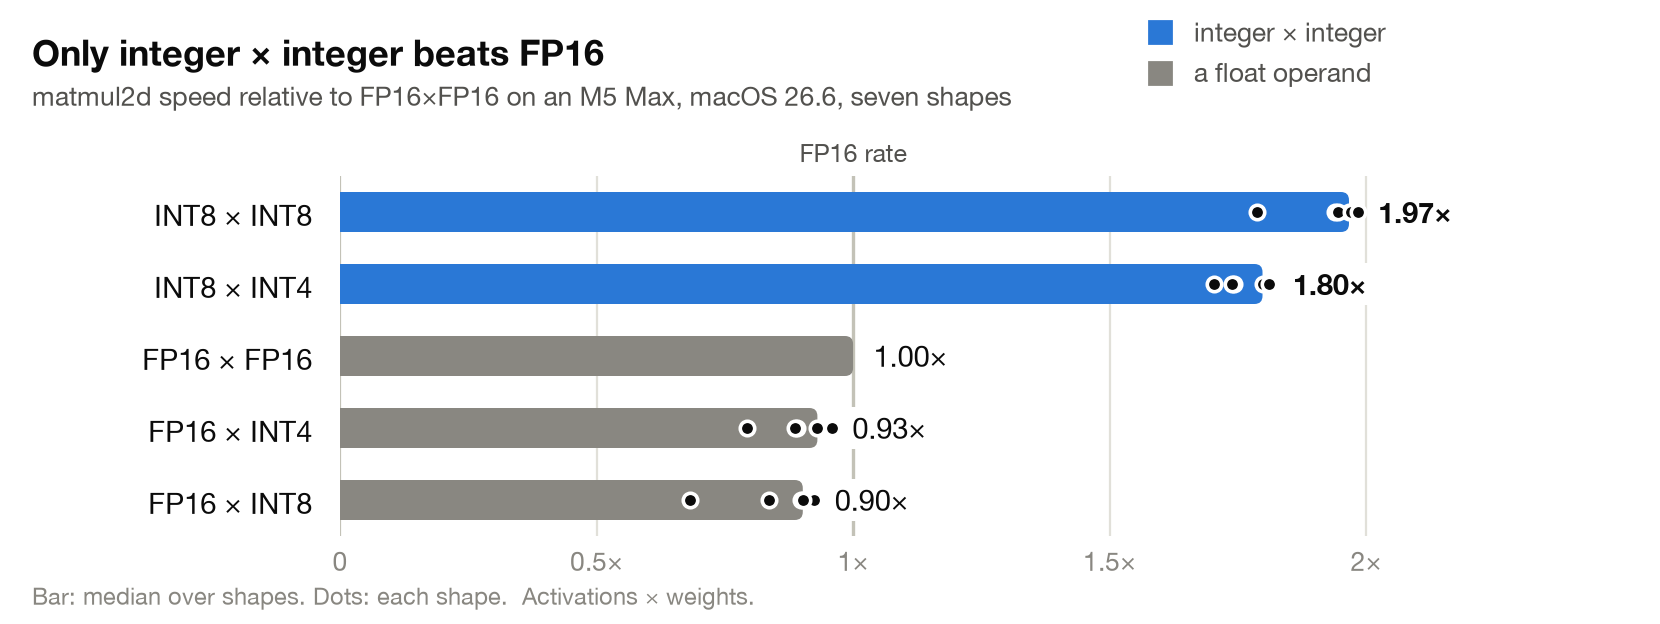 Only integer × integer beats FP16
matmul2d speed relative to FP16×FP16 on an M5 Max, macOS 26.6, seven shapes
integer × integer
a float operand
FP16 rate
INT8 × INT8 1.97×
INT8 × INT4 1.80×
FP16 × FP16 1.00×
FP16 × INT4 0.93×
FP16 × INT8 0.90×
0 0.5× 1× 1.5× 2×
Bar: median over shapes. Dots: each shape. Activations × weights.